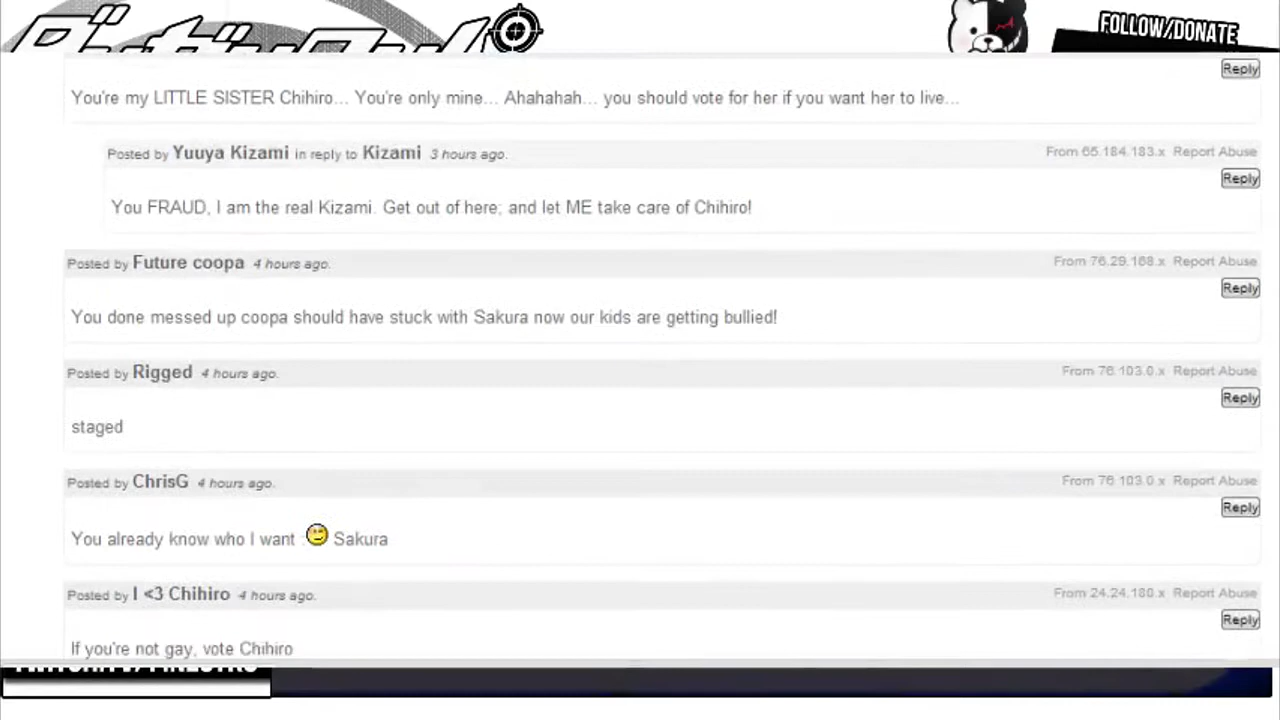 ダンガンロンパ
FOLLOW/DONATE
Reply
You're my LITTLE SISTER Chihiro... You're only mine... Ahahahah... you should vote for her if you want her to live...
Posted by Yuuya Kizami in reply to Kizami 3 hours ago. From 65.184.183.x Report Abuse
Reply
You FRAUD, I am the real Kizami. Get out of here; and let ME take care of Chihiro!
Posted by Future coopa 4 hours ago. From 76.29.168.x Report Abuse
Reply
You done messed up coopa should have stuck with Sakura now our kids are getting bullied!
Posted by Rigged 4 hours ago. From 76.103.0.x Report Abuse
Reply
staged
Posted by ChrisG 4 hours ago. From 76.103.0.x Report Abuse
Reply
You already know who I want : Sakura
Posted by I <3 Chihiro 4 hours ago. From 24.24.180.x Report Abuse
Reply
If you're not gay, vote Chihiro